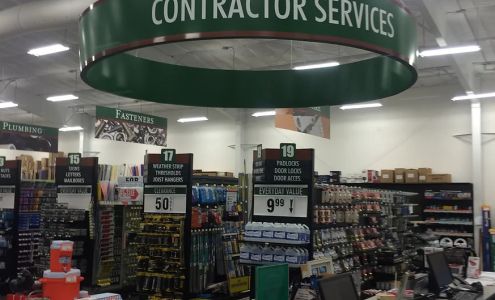 CONTRACTOR SERVICES
PLUMBING
FASTENERS
15
SIGNS
LETTERS
MAILBOXES
17
WEATHER STRIP
THRESHOLDS
JOIST HANGERS
CLEARANCE
50
19
PADLOCKS
DOOR LOCKS
DOOR ACCES.
EVERYDAY VALUE
9.99